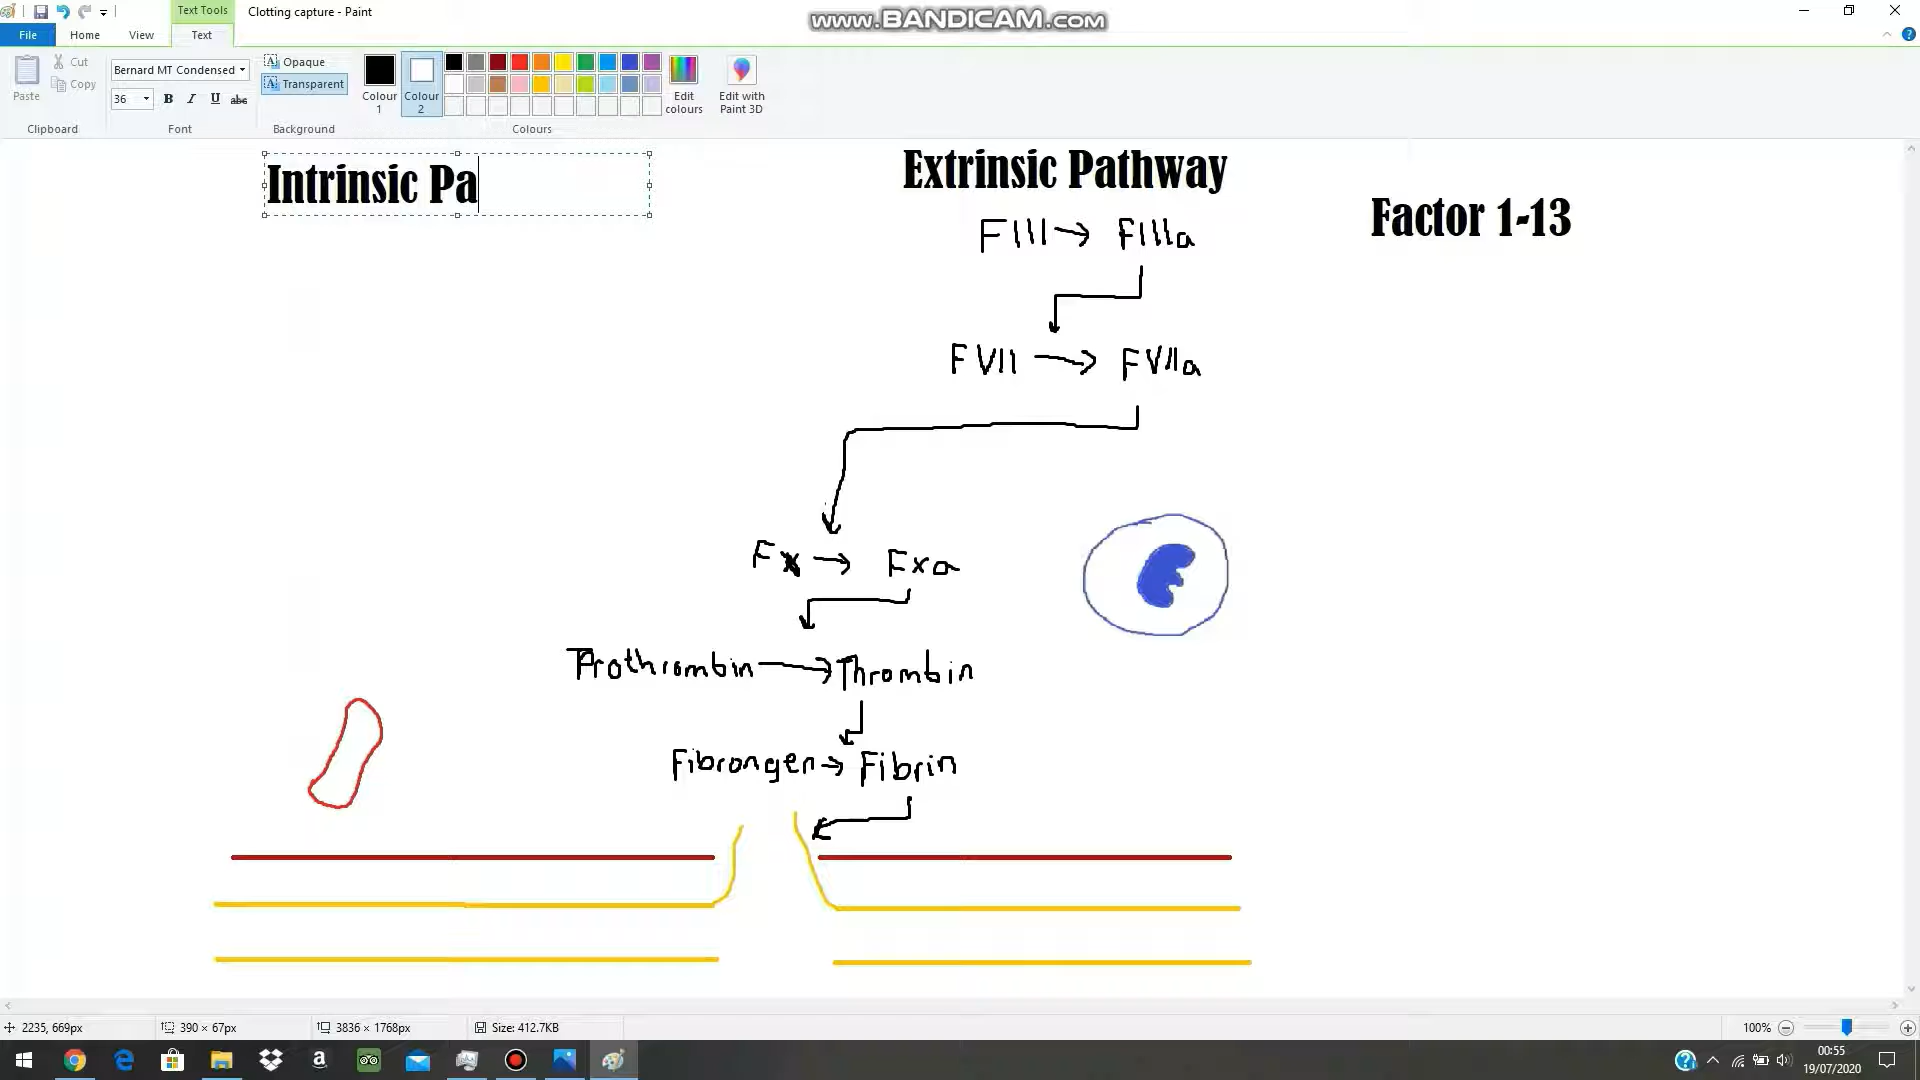 Text Tools
Clotting capture - Paint
www.BANDICAM.com
File
Home
View
Text
Paste
Cut
Copy
Clipboard
Bernard MT Condensed
36
B I U abc
Font
Opaque
Transparent
Background
Colour 1
Colour 2
Edit colours
Edit with Paint 3D
Colours
Intrinsic Pa
Extrinsic Pathway
Factor 1-13
FIII → FIIIa
FVII → FVIIa
Fx → Fxa
Prothrombin → Thrombin
Fibrongen → Fibrin
2235, 669px
390 × 67px
3836 × 1768px
Size: 412.7KB
100%
00:55
19/07/2020